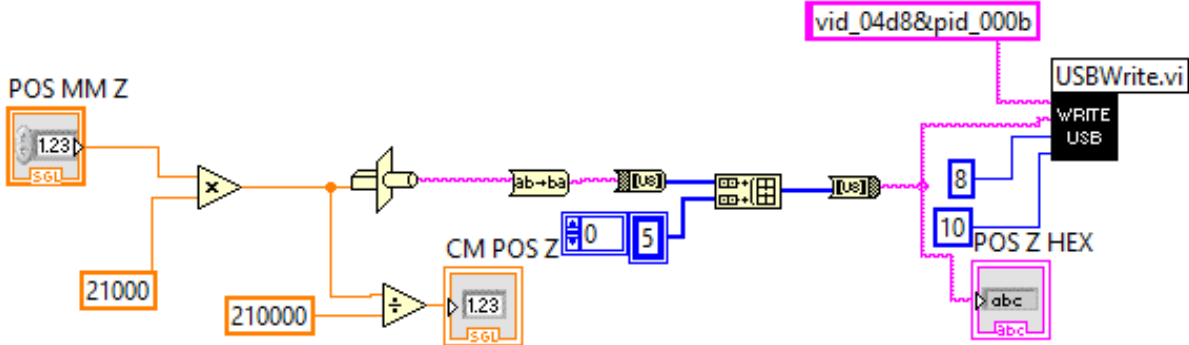 vid_04d8&pid_000b
USBWrite.vi
POS MM Z
WRITE
USB
1.23
SGL
×
ab→ba
[U8]
[U8]
8
0
5
10
CM POS Z
POS Z HEX
21000
210000
÷
1.23
SGL
abc
abc